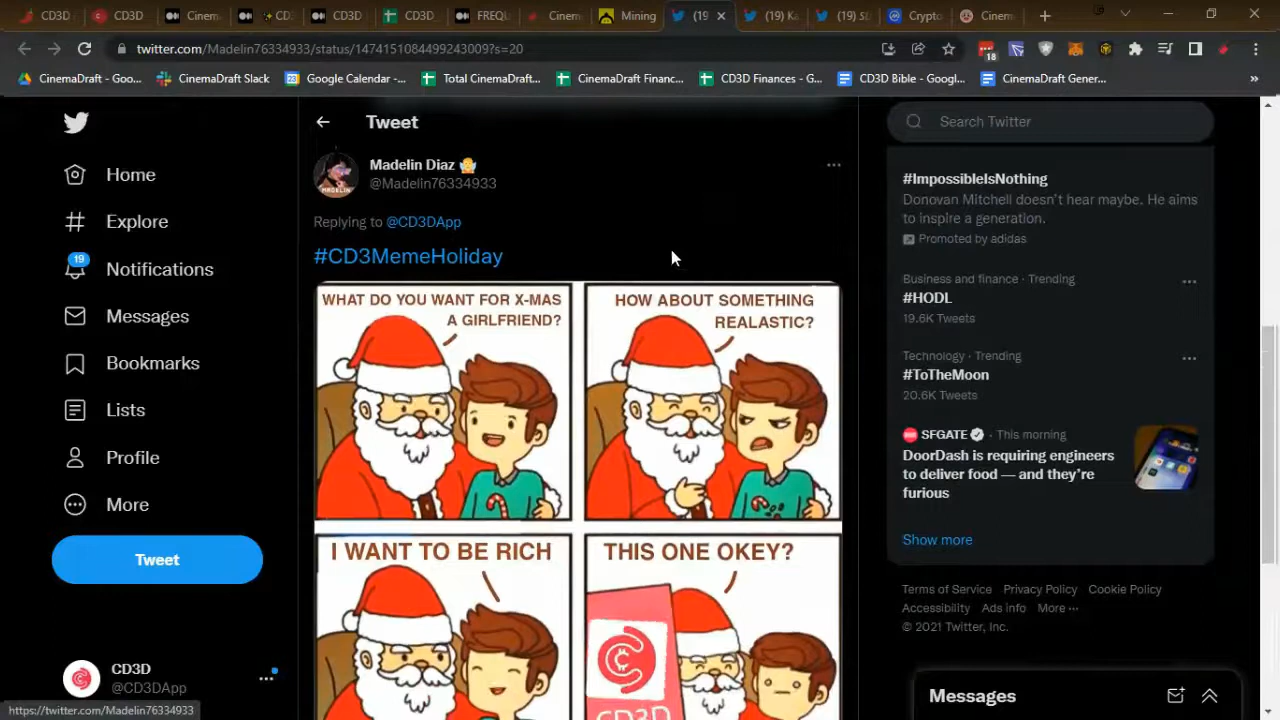 CD3D
CD3D
Cinem
CD3
CD3D
CD3D
FREQU
Cinem
Mining
(19
(19) Ka
(19) SI
Crypto
Cinem
twitter.com/Madelin76334933/status/1474151084499243009?s=20
18
CinemaDraft - Goo...
CinemaDraft Slack
Google Calendar -...
Total CinemaDraft...
CinemaDraft Financ...
CD3D Finances - G...
CD3D Bible - Googl...
CinemaDraft Gener...
Home
Explore
19
Notifications
Messages
Bookmarks
Lists
Profile
More
Tweet
CD3D
@CD3DApp
https://twitter.com/Madelin76334933
Tweet
Madelin Diaz
@Madelin76334933
Replying to @CD3DApp
#CD3MemeHoliday
WHAT DO YOU WANT FOR X-MAS
A GIRLFRIEND?
HOW ABOUT SOMETHING
REALASTIC?
I WANT TO BE RICH
THIS ONE OKEY?
CD3D
Search Twitter
#ImpossibleIsNothing
Donovan Mitchell doesn't hear maybe. He aims
to inspire a generation.
Promoted by adidas
Business and finance · Trending
#HODL
19.6K Tweets
Technology · Trending
#ToTheMoon
20.6K Tweets
SFGATE · This morning
DoorDash is requiring engineers
to deliver food — and they're
furious
Show more
Terms of Service Privacy Policy Cookie Policy
Accessibility Ads info More ···
© 2021 Twitter, Inc.
Messages